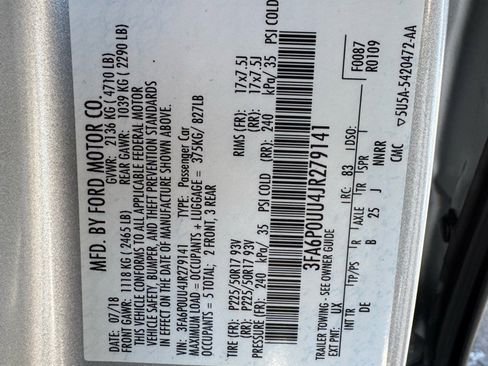 MFD. BY FORD MOTOR CO.
07/18 GVWR: 2136 KG ( 4710 LB)
FRONT GAWR: 1118 KG ( 2465 LB) REAR GAWR: 1039 KG ( 2290 LB)
THIS VEHICLE CONFORMS TO ALL APPLICABLE FEDERAL MOTOR
VEHICLE SAFETY, BUMPER, AND THEFT PREVENTION STANDARDS
IN EFFECT ON THE DATE OF MANUFACTURE SHOWN ABOVE.
VIN: 3FA6P0UU4JR279141 TYPE: Passenger Car
MAXIMUM LOAD = OCCUPANTS + LUGGAGE = 375KG/ 827LB
OCCUPANTS = 5 TOTAL; 2 FRONT, 3 REAR
TIRE (FR): P225/50R17 93V RIMS (FR): 17x7.5J
TIRE (RR): P225/50R17 93V (RR): 17x7.5J
PRESSURE (FR): 240 kPa/ 35 PSI COLD (RR): 240 kPa/ 35 PSI COLD
3FA6P0UU4JR279141
TRAILER TOWING - SEE OWNER GUIDE
F0087
R0109
EXT PNT: UX RC: B3 DSO:
INT TR TP/PS R AXLE TR SPR
DE B 25 J NNRR
CMC
5U5A-5420472-AA